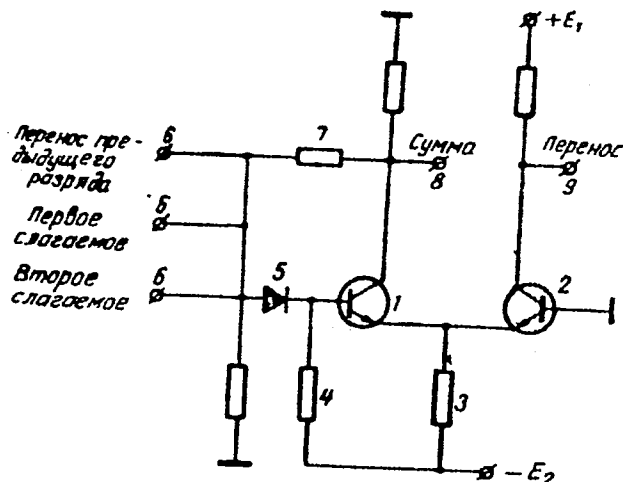 +E₁
Перенос пре-
дыдущего
разряда
6
7
Сумма
8
Перенос
9
Первое
слагаемое
6
Второе
слагаемое
6
5
1
2
4
3
−E₂